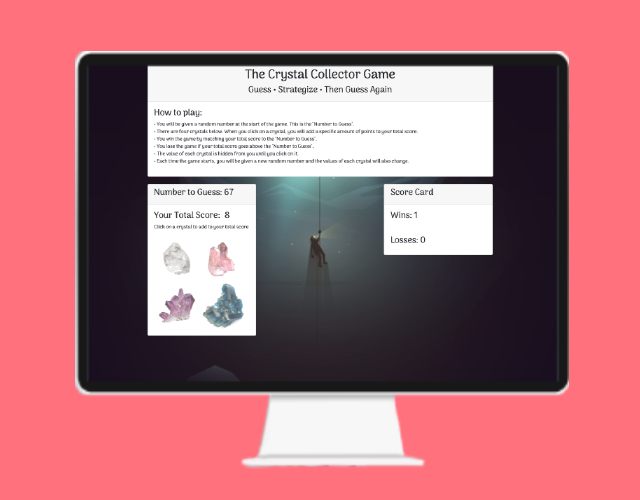 The Crystal Collector Game
Guess • Strategize • Then Guess Again
How to play:
• You will be given a random number at the start of the game. This is the "Number to Guess".
• There are four crystals below. When you click on a crystal, you will add a specific amount of points to your total score.
• You win the game by matching your total score to the "Number to Guess".
• You lose the game if your total score goes above the "Number to Guess".
• The value of each crystal is hidden from you until you click on it.
• Each time the game starts, you will be given a new random number and the values of each crystal will also change.
Number to Guess: 67
Your Total Score: 8
Click on a crystal to add to your total score
Score Card
Wins: 1
Losses: 0